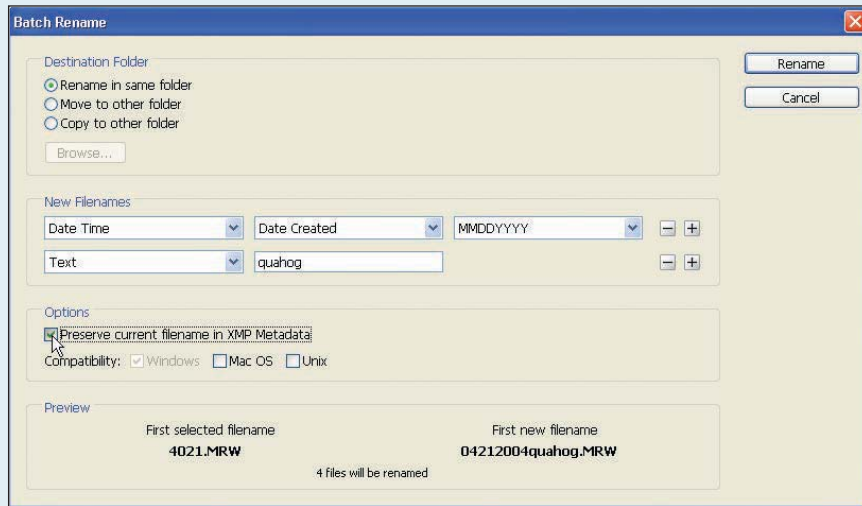 Batch Rename
Destination Folder
Rename in same folder
Move to other folder
Copy to other folder
Browse...
Rename
Cancel
New Filenames
Date Time Date Created MMDDYYYY
Text quahog
Options
Preserve current filename in XMP Metadata
Compatibility: Windows Mac OS Unix
Preview
First selected filename First new filename
4021.MRW 04212004quahog.MRW
4 files will be renamed